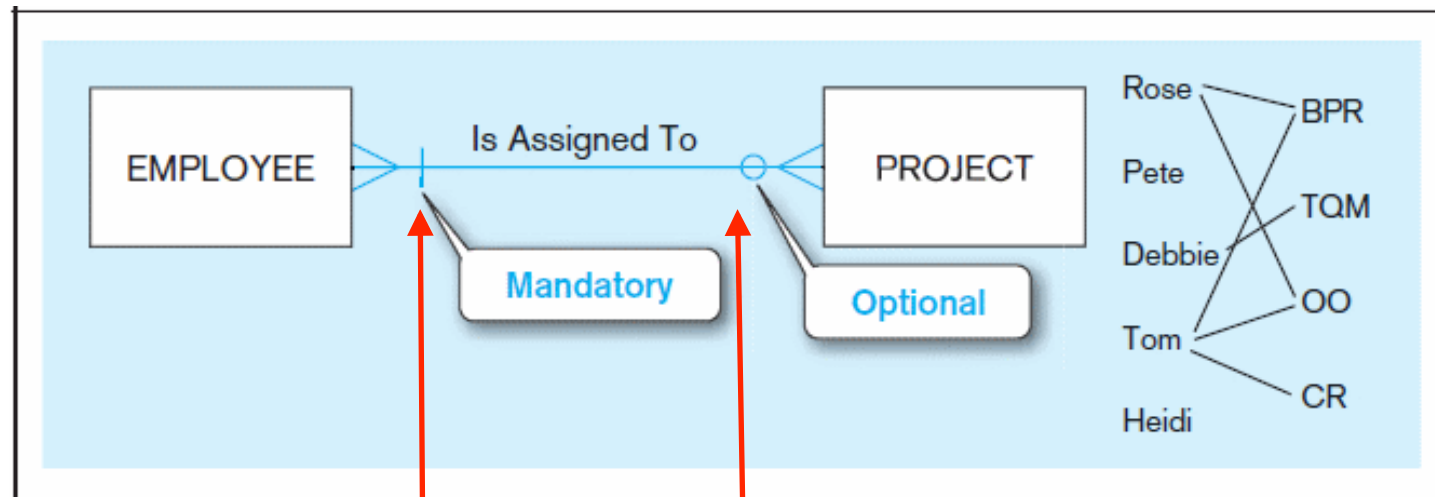 EMPLOYEE
Is Assigned To
PROJECT
Mandatory
Optional
Rose
Pete
Debbie
Tom
Heidi
BPR
TQM
OO
CR